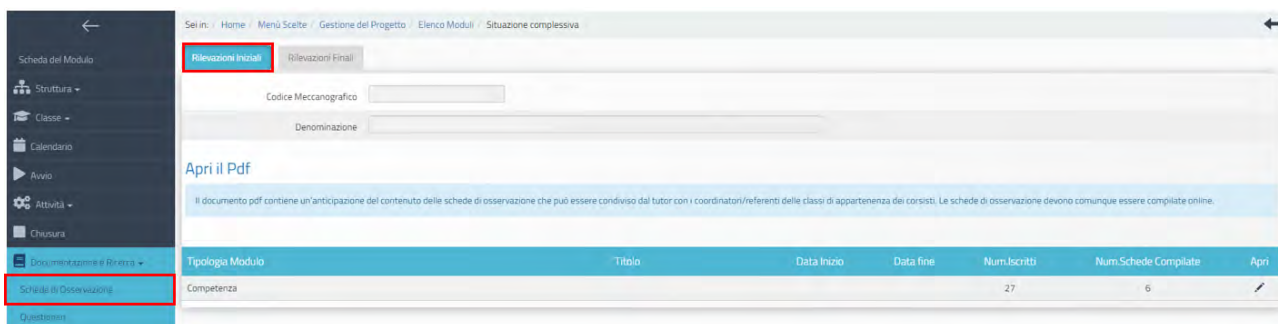 Sei in: / Home / Menù Scelte / Gestione del Progetto / Elenco Moduli / Situazione complessiva
Scheda del Modulo
Struttura
Classe
Calendario
Avvio
Attività
Chiusura
Documentazione e Ricerca
Schede di Osservazione
Questionari
Rilevazioni Iniziali
Rilevazioni Finali
Codice Meccanografico
Denominazione
Apri il Pdf
Il documento pdf contiene un'anticipazione del contenuto delle schede di osservazione che può essere condiviso dal tutor con i coordinatori/referenti delle classi di appartenenza dei corsisti. Le schede di osservazione devono comunque essere compilate online.
Tipologia Modulo Titolo Data Inizio Data fine Num.Iscritti Num.Schede Compilate Apri
Competenza 27 6